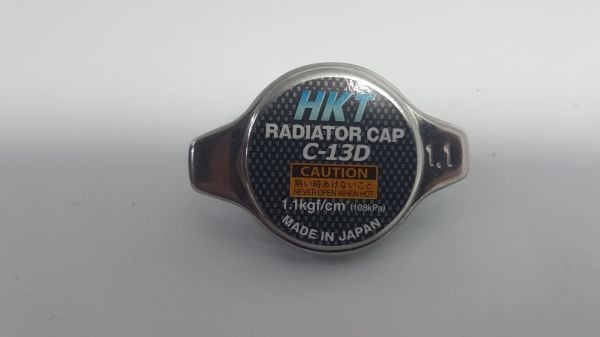 HKT
RADIATOR CAP
C-13D
CAUTION
熱い時あけないこと
NEVER OPEN WHEN HOT
1.1kgf/cm² (108kPa)
MADE IN JAPAN
1.1